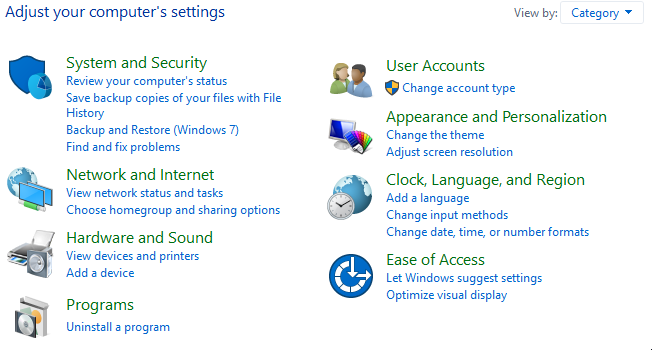 Adjust your computer's settings
View by: Category
System and Security
Review your computer's status
Save backup copies of your files with File
History
Backup and Restore (Windows 7)
Find and fix problems
Network and Internet
View network status and tasks
Choose homegroup and sharing options
Hardware and Sound
View devices and printers
Add a device
Programs
Uninstall a program
User Accounts
Change account type
Appearance and Personalization
Change the theme
Adjust screen resolution
Clock, Language, and Region
Add a language
Change input methods
Change date, time, or number formats
Ease of Access
Let Windows suggest settings
Optimize visual display